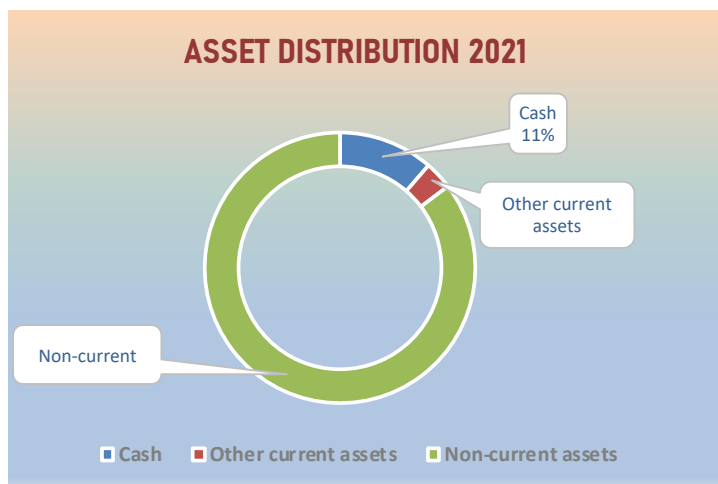 ASSET DISTRIBUTION 2021
Cash
11%
Other current
assets
Non-current
Cash
Other current assets
Non-current assets